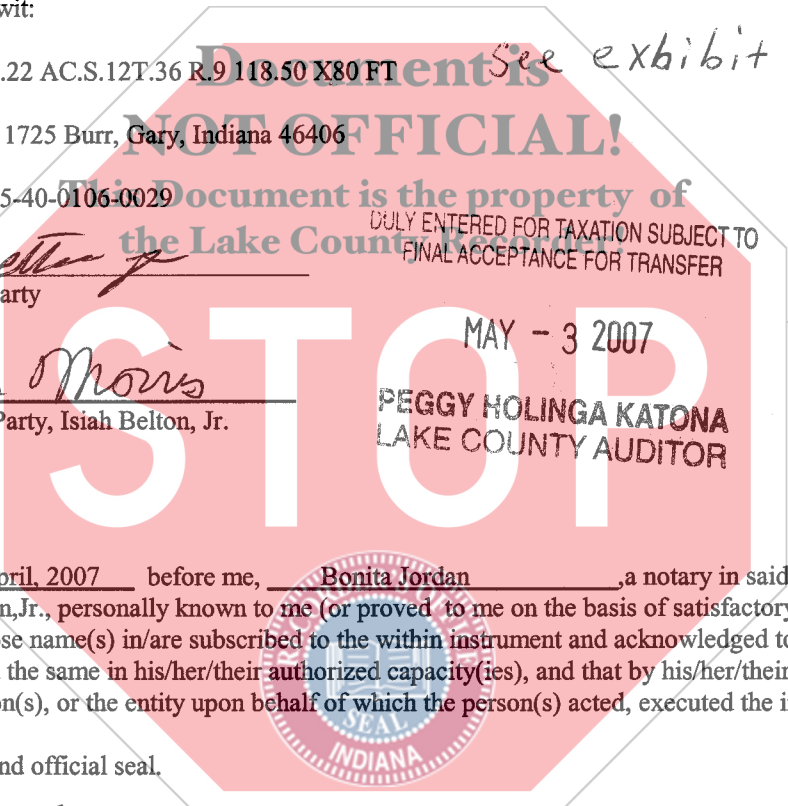 wit:
Document is
See exhibit
.22 AC.S.12T.36 R.9 118.50 X80 FT
NOT OFFICIAL!
1725 Burr, Gary, Indiana 46406
This Document is the property of
5-40-0106-0029
the Lake County Recorder!
DULY ENTERED FOR TAXATION SUBJECT TO
FINAL ACCEPTANCE FOR TRANSFER
arty
MAY - 3 2007
STOP
Morris
Party, Isiah Belton, Jr.
PEGGY HOLINGA KATONA
LAKE COUNTY AUDITOR
pril, 2007 before me, Bonita Jordan ,a notary in said
n,Jr., personally known to me (or proved to me on the basis of satisfactory
se name(s) in/are subscribed to the within instrument and acknowledged to
the same in his/her/their authorized capacity(ies), and that by his/her/their
on(s), or the entity upon behalf of which the person(s) acted, executed the i
SEAL
INDIANA
nd official seal.